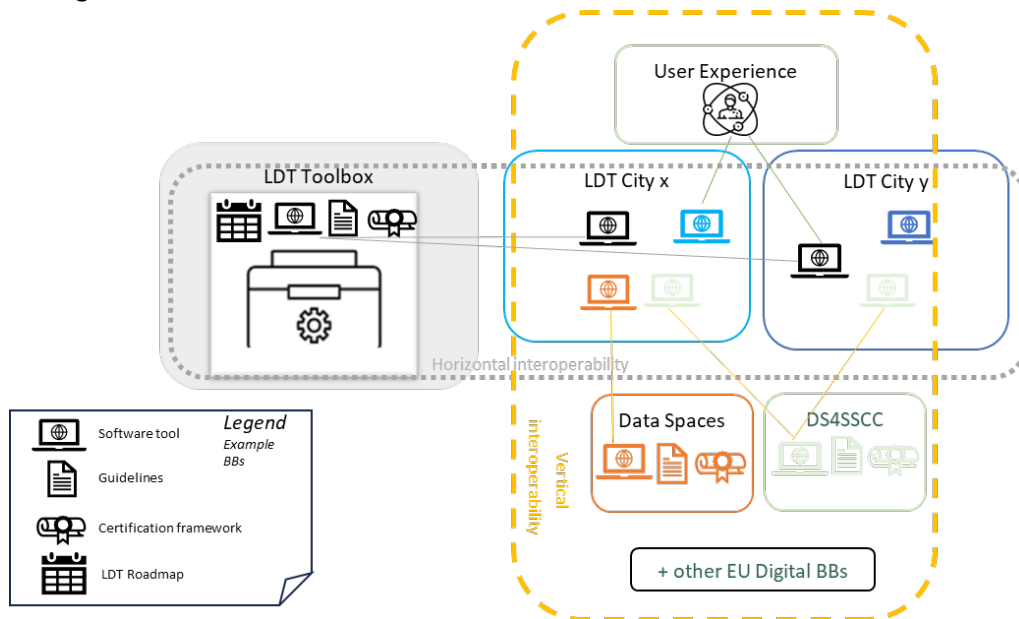 User Experience
LDT Toolbox
LDT City x
LDT City y
Horizontal interoperability
Vertical
interoperability
Data Spaces
DS4SSCC
+ other EU Digital BBs
Legend
Example
BBs
Software tool
Guidelines
Certification framework
LDT Roadmap